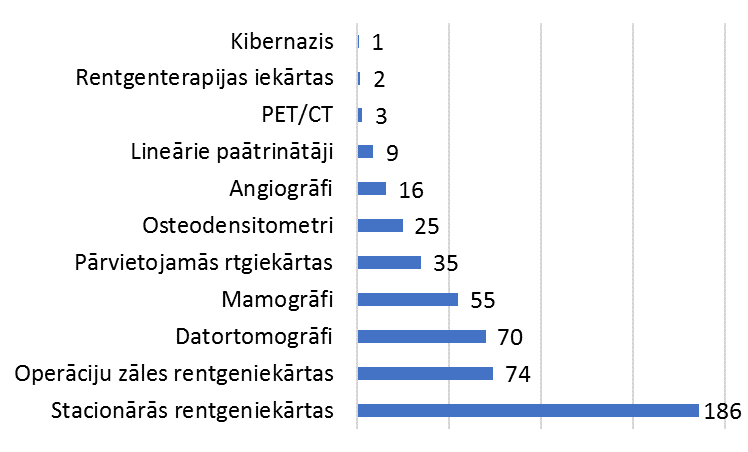 Kibernazis 1
Rentgenterapijas iekārtas 2
PET/CT 3
Lineārie paātrinātāji 9
Angiogrāfi 16
Osteodensitometri 25
Pārvietojamās rtgiekārtas 35
Mamogrāfi 55
Datortomogrāfi 70
Operāciju zāles rentgeniekārtas 74
Stacionārās rentgeniekārtas 186